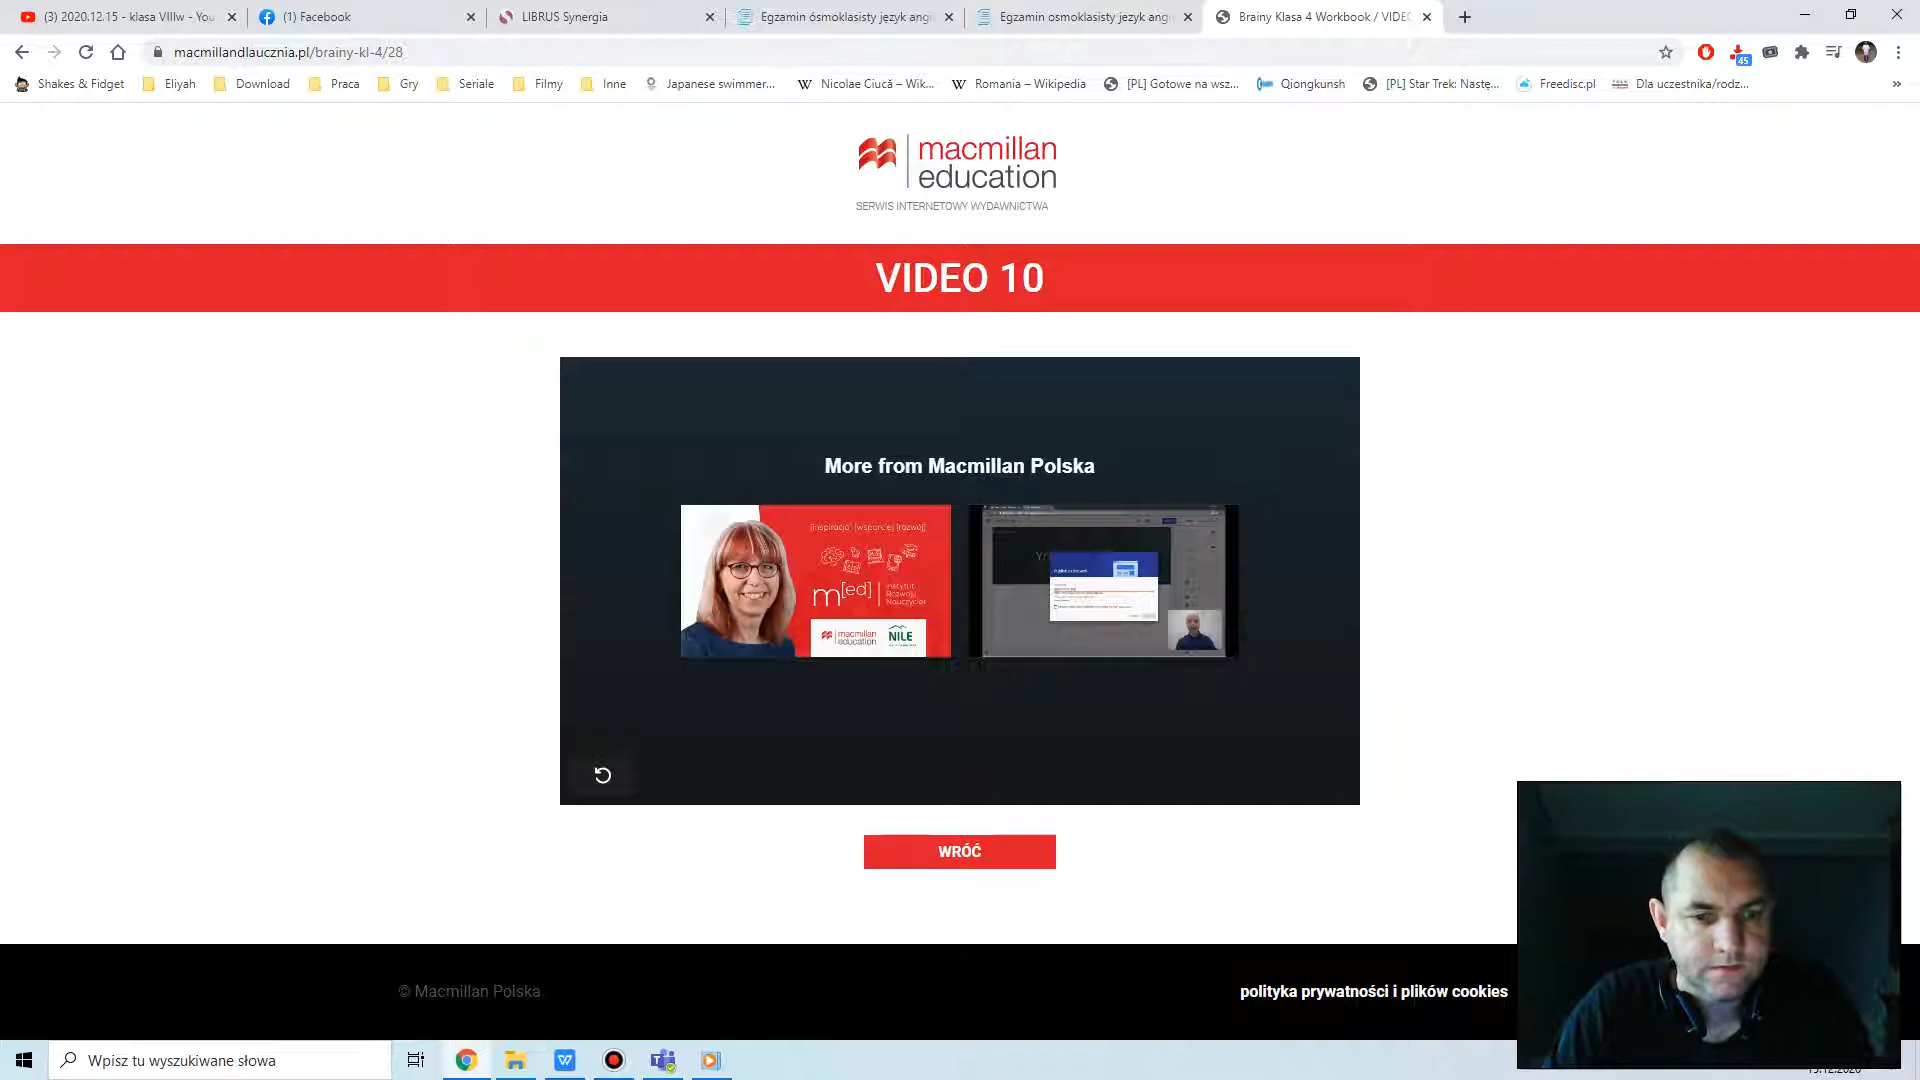 (3) 2020.12.15 - klasa VIIIw - You
(1) Facebook
LIBRUS Synergia
Egzamin ósmoklasisty język angi
Egzamin osmoklasisty jezyk ang
Brainy Klasa 4 Workbook / VIDEO
macmillandlaucznia.pl/brainy-kl-4/28
45
Shakes & Fidget
Eliyah
Download
Praca
Gry
Seriale
Filmy
Inne
Japanese swimmer...
Nicolae Ciucă – Wik...
Romania – Wikipedia
[PL] Gotowe na wsz...
Qiongkunsh
[PL] Star Trek: Nastę...
Freedisc.pl
Dla uczestnika/rodz...
macmillan
education
SERWIS INTERNETOWY WYDAWNICTWA
VIDEO 10
More from Macmillan Polska
[inspiracja] [wsparcie] [rozwój]
m[ed]
Instytut
Rozwoju
Nauczycieli
macmillan
education
NILE
WRÓĆ
© Macmillan Polska
polityka prywatności i plików cookies
Wpisz tu wyszukiwane słowa